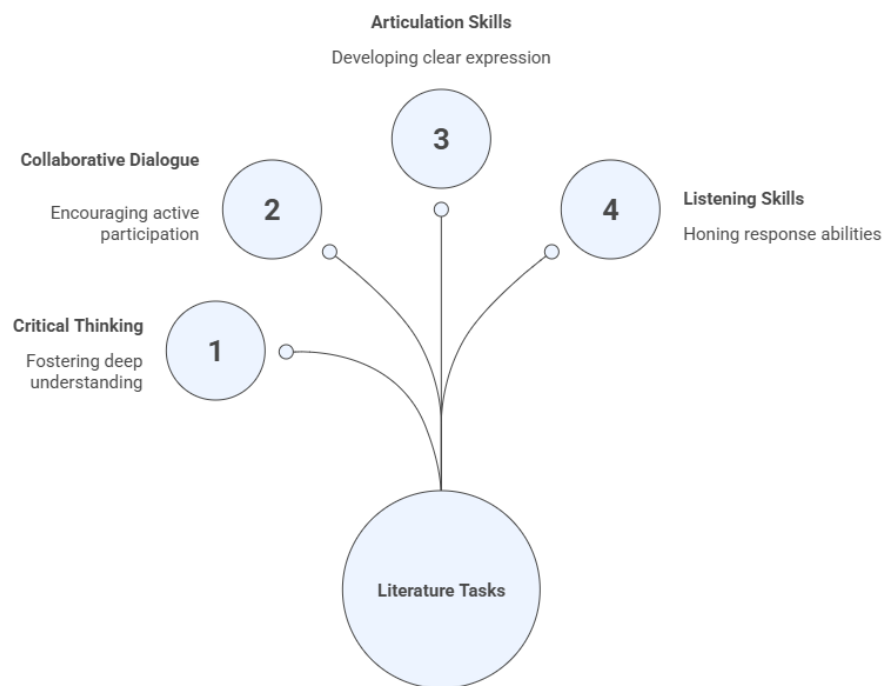 Articulation Skills
Developing clear expression
3
Collaborative Dialogue
Encouraging active
participation
2
4
Listening Skills
Honing response abilities
Critical Thinking
Fostering deep
understanding
1
Literature Tasks